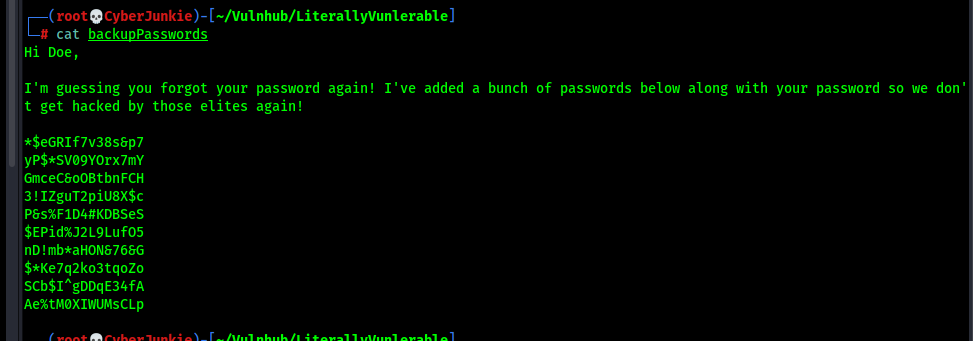 ┌──(root💀CyberJunkie)-[~/Vulnhub/LiterallyVunlerable]
└─# cat backupPasswords
Hi Doe,
I'm guessing you forgot your password again! I've added a bunch of passwords below along with your password so we don'
t get hacked by those elites again!
*$eGRIf7v38s&p7
yP$*SV09YOrx7mY
GmceC&oOBtbnFCH
3!IZguT2piU8X$c
P&s%F1D4#KDBSeS
$EPid%J2L9LufO5
nD!mb*aHON&76&G
$*Ke7q2ko3tqoZo
SCb$I^gDDqE34fA
Ae%tM0XIWUMsCLp
(root💀CyberJunkie)-[~/Vulnhub/LiterallyVunlerable]